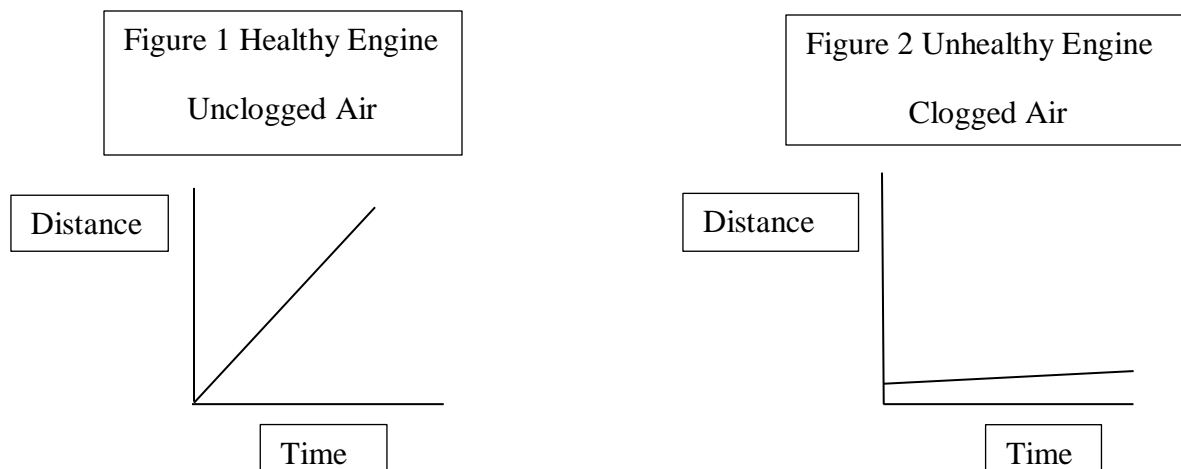 Figure 1 Healthy Engine
Unclogged Air
Figure 2 Unhealthy Engine
Clogged Air
Distance
Distance
Time
Time